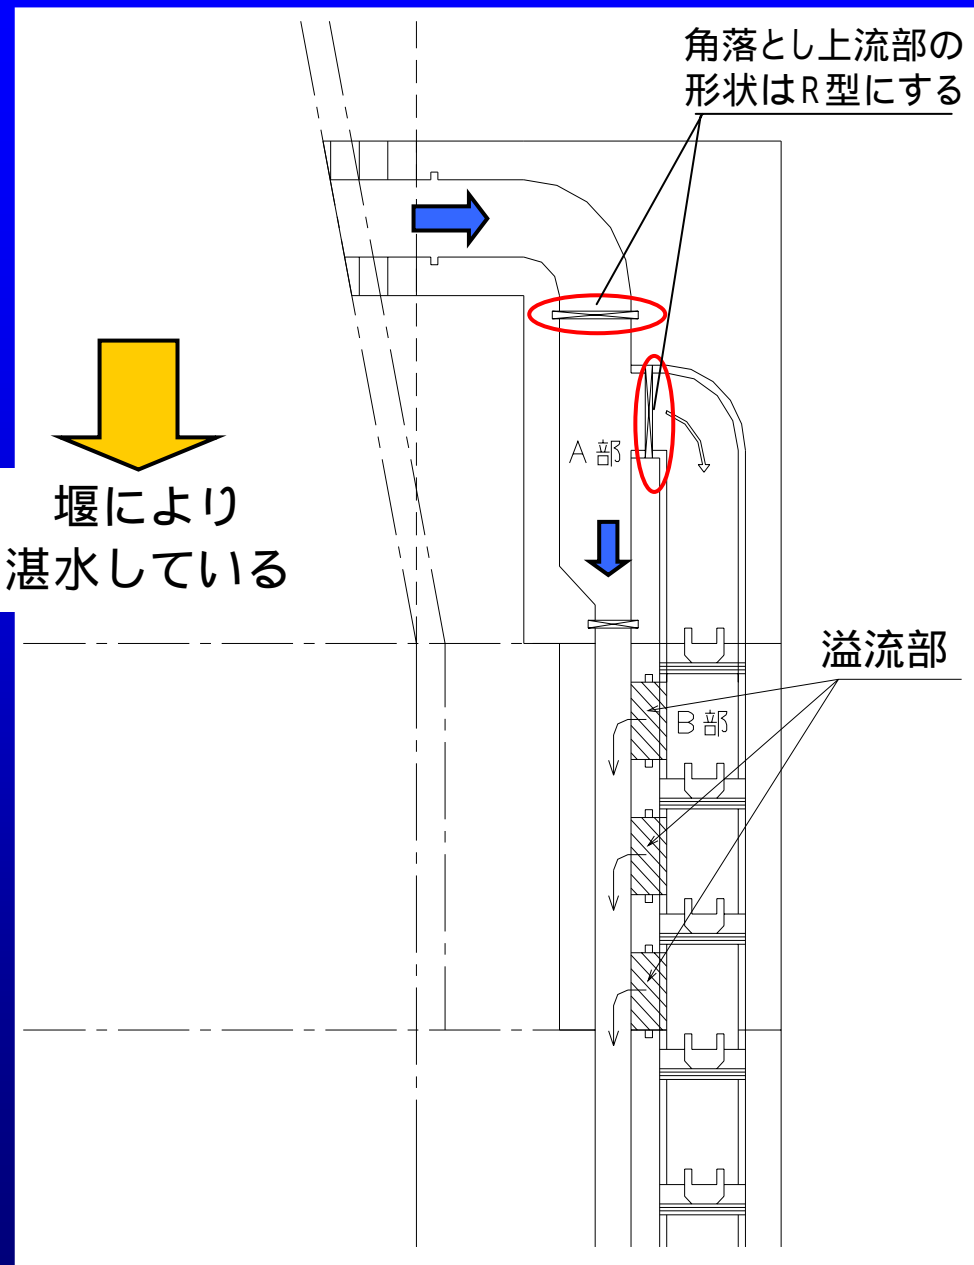 角落とし上流部の
形状はR型にする
A部
堰により
湛水している
溢流部
B部